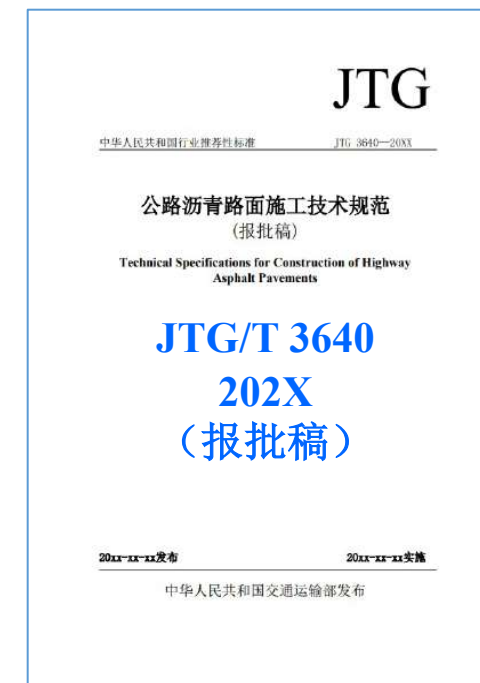 JTG
中华人民共和国行业推荐性标准 JTG 3640—20XX
公路沥青路面施工技术规范
(报批稿)
Technical Specifications for Construction of Highway
Asphalt Pavements
JTG/T 3640
202X
（报批稿）
20xx-xx-xx发布 20xx-xx-xx实施
中华人民共和国交通运输部发布